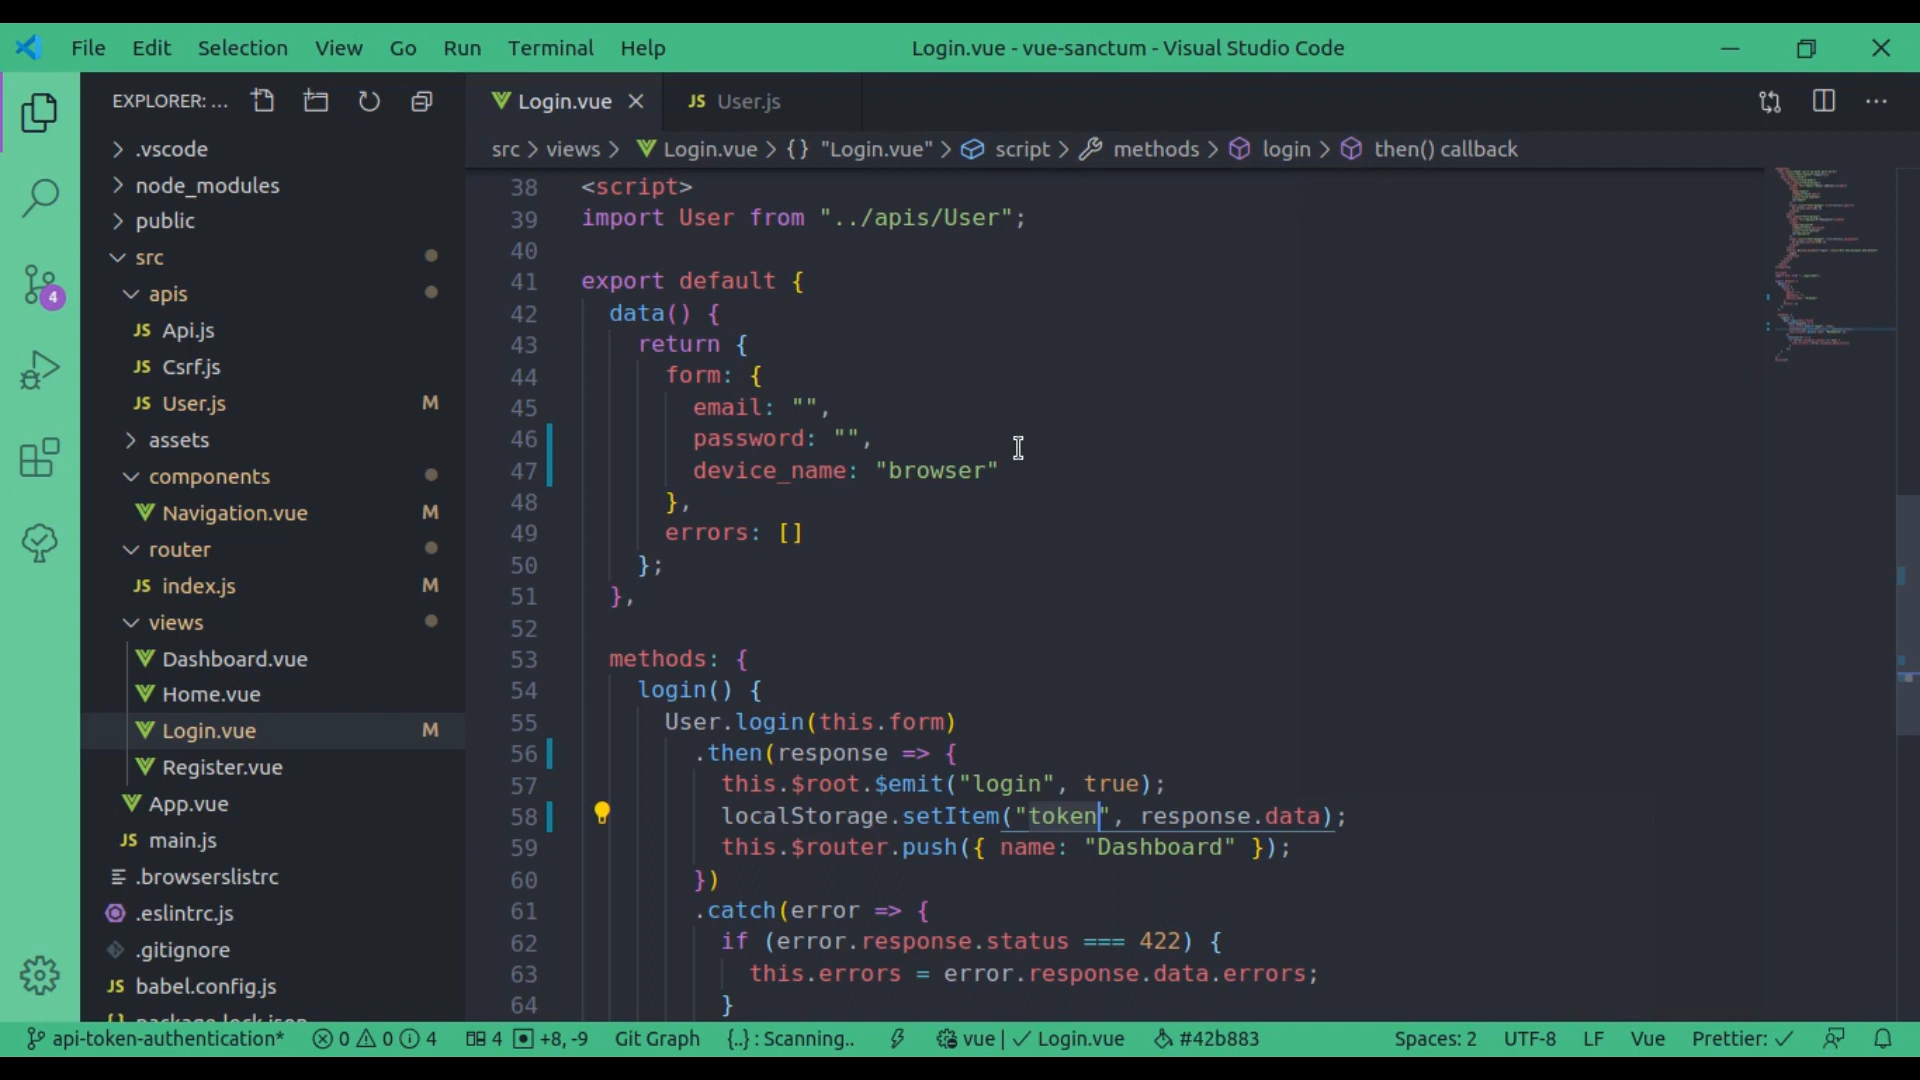 File Edit Selection View Go Run Terminal Help
Login.vue - vue-sanctum - Visual Studio Code
EXPLORER: ...
Login.vue
JS User.js
src > views > Login.vue > {} "Login.vue" > script > methods > login > then() callback
.vscode
node_modules
public
src
apis
JS Api.js
JS Csrf.js
JS User.js M
assets
components
Navigation.vue M
router
JS index.js M
views
Dashboard.vue
Home.vue
Login.vue M
Register.vue
App.vue
JS main.js
.browserslistrc
.eslintrc.js
.gitignore
JS babel.config.js
4
38 <script>
39 import User from "../apis/User";
40
41 export default {
42 data() {
43 return {
44 form: {
45 email: "",
46 password: "",
47 device_name: "browser"
48 },
49 errors: []
50 };
51 },
52
53 methods: {
54 login() {
55 User.login(this.form)
56 .then(response => {
57 this.$root.$emit("login", true);
58 localStorage.setItem("token", response.data);
59 this.$router.push({ name: "Dashboard" });
60 })
61 .catch(error => {
62 if (error.response.status === 422) {
63 this.errors = error.response.data.errors;
64 }
api-token-authentication* 0 0 4 4 +8, -9 Git Graph {..} : Scanning.. vue | ✓ Login.vue #42b883 Spaces: 2 UTF-8 LF Vue Prettier: ✓